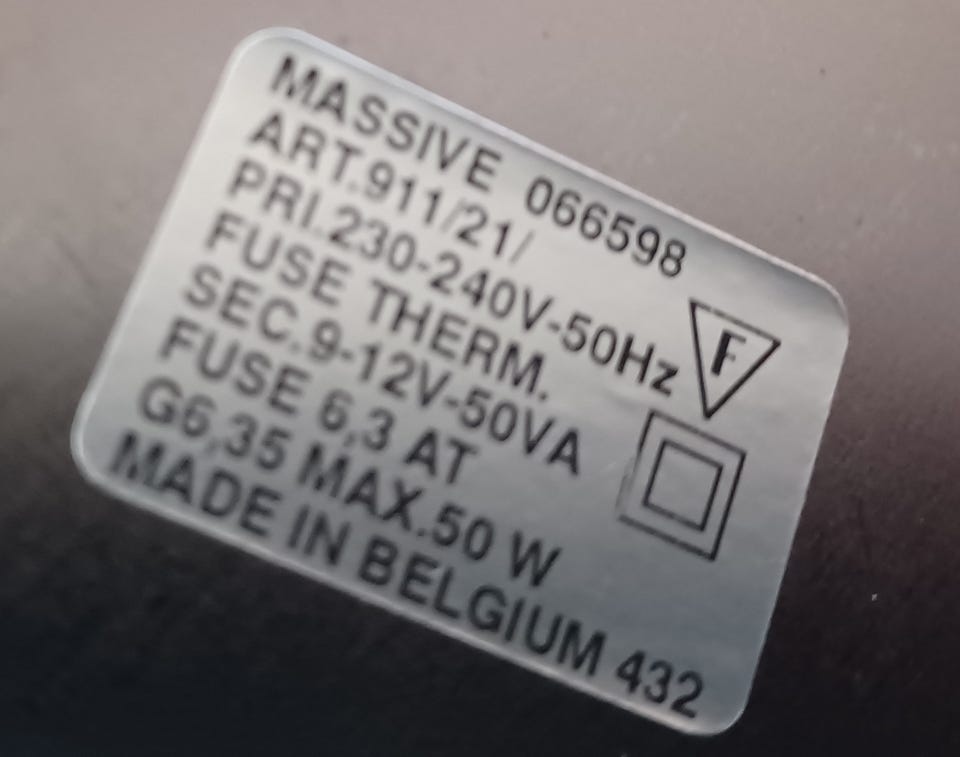 MASSIVE 066598
ART.911/21/
PRI.230-240V-50Hz
FUSE THERM.
SEC.9-12V-50VA
FUSE 6,3 AT
G6,35 MAX.50 W
MADE IN BELGIUM 432
F